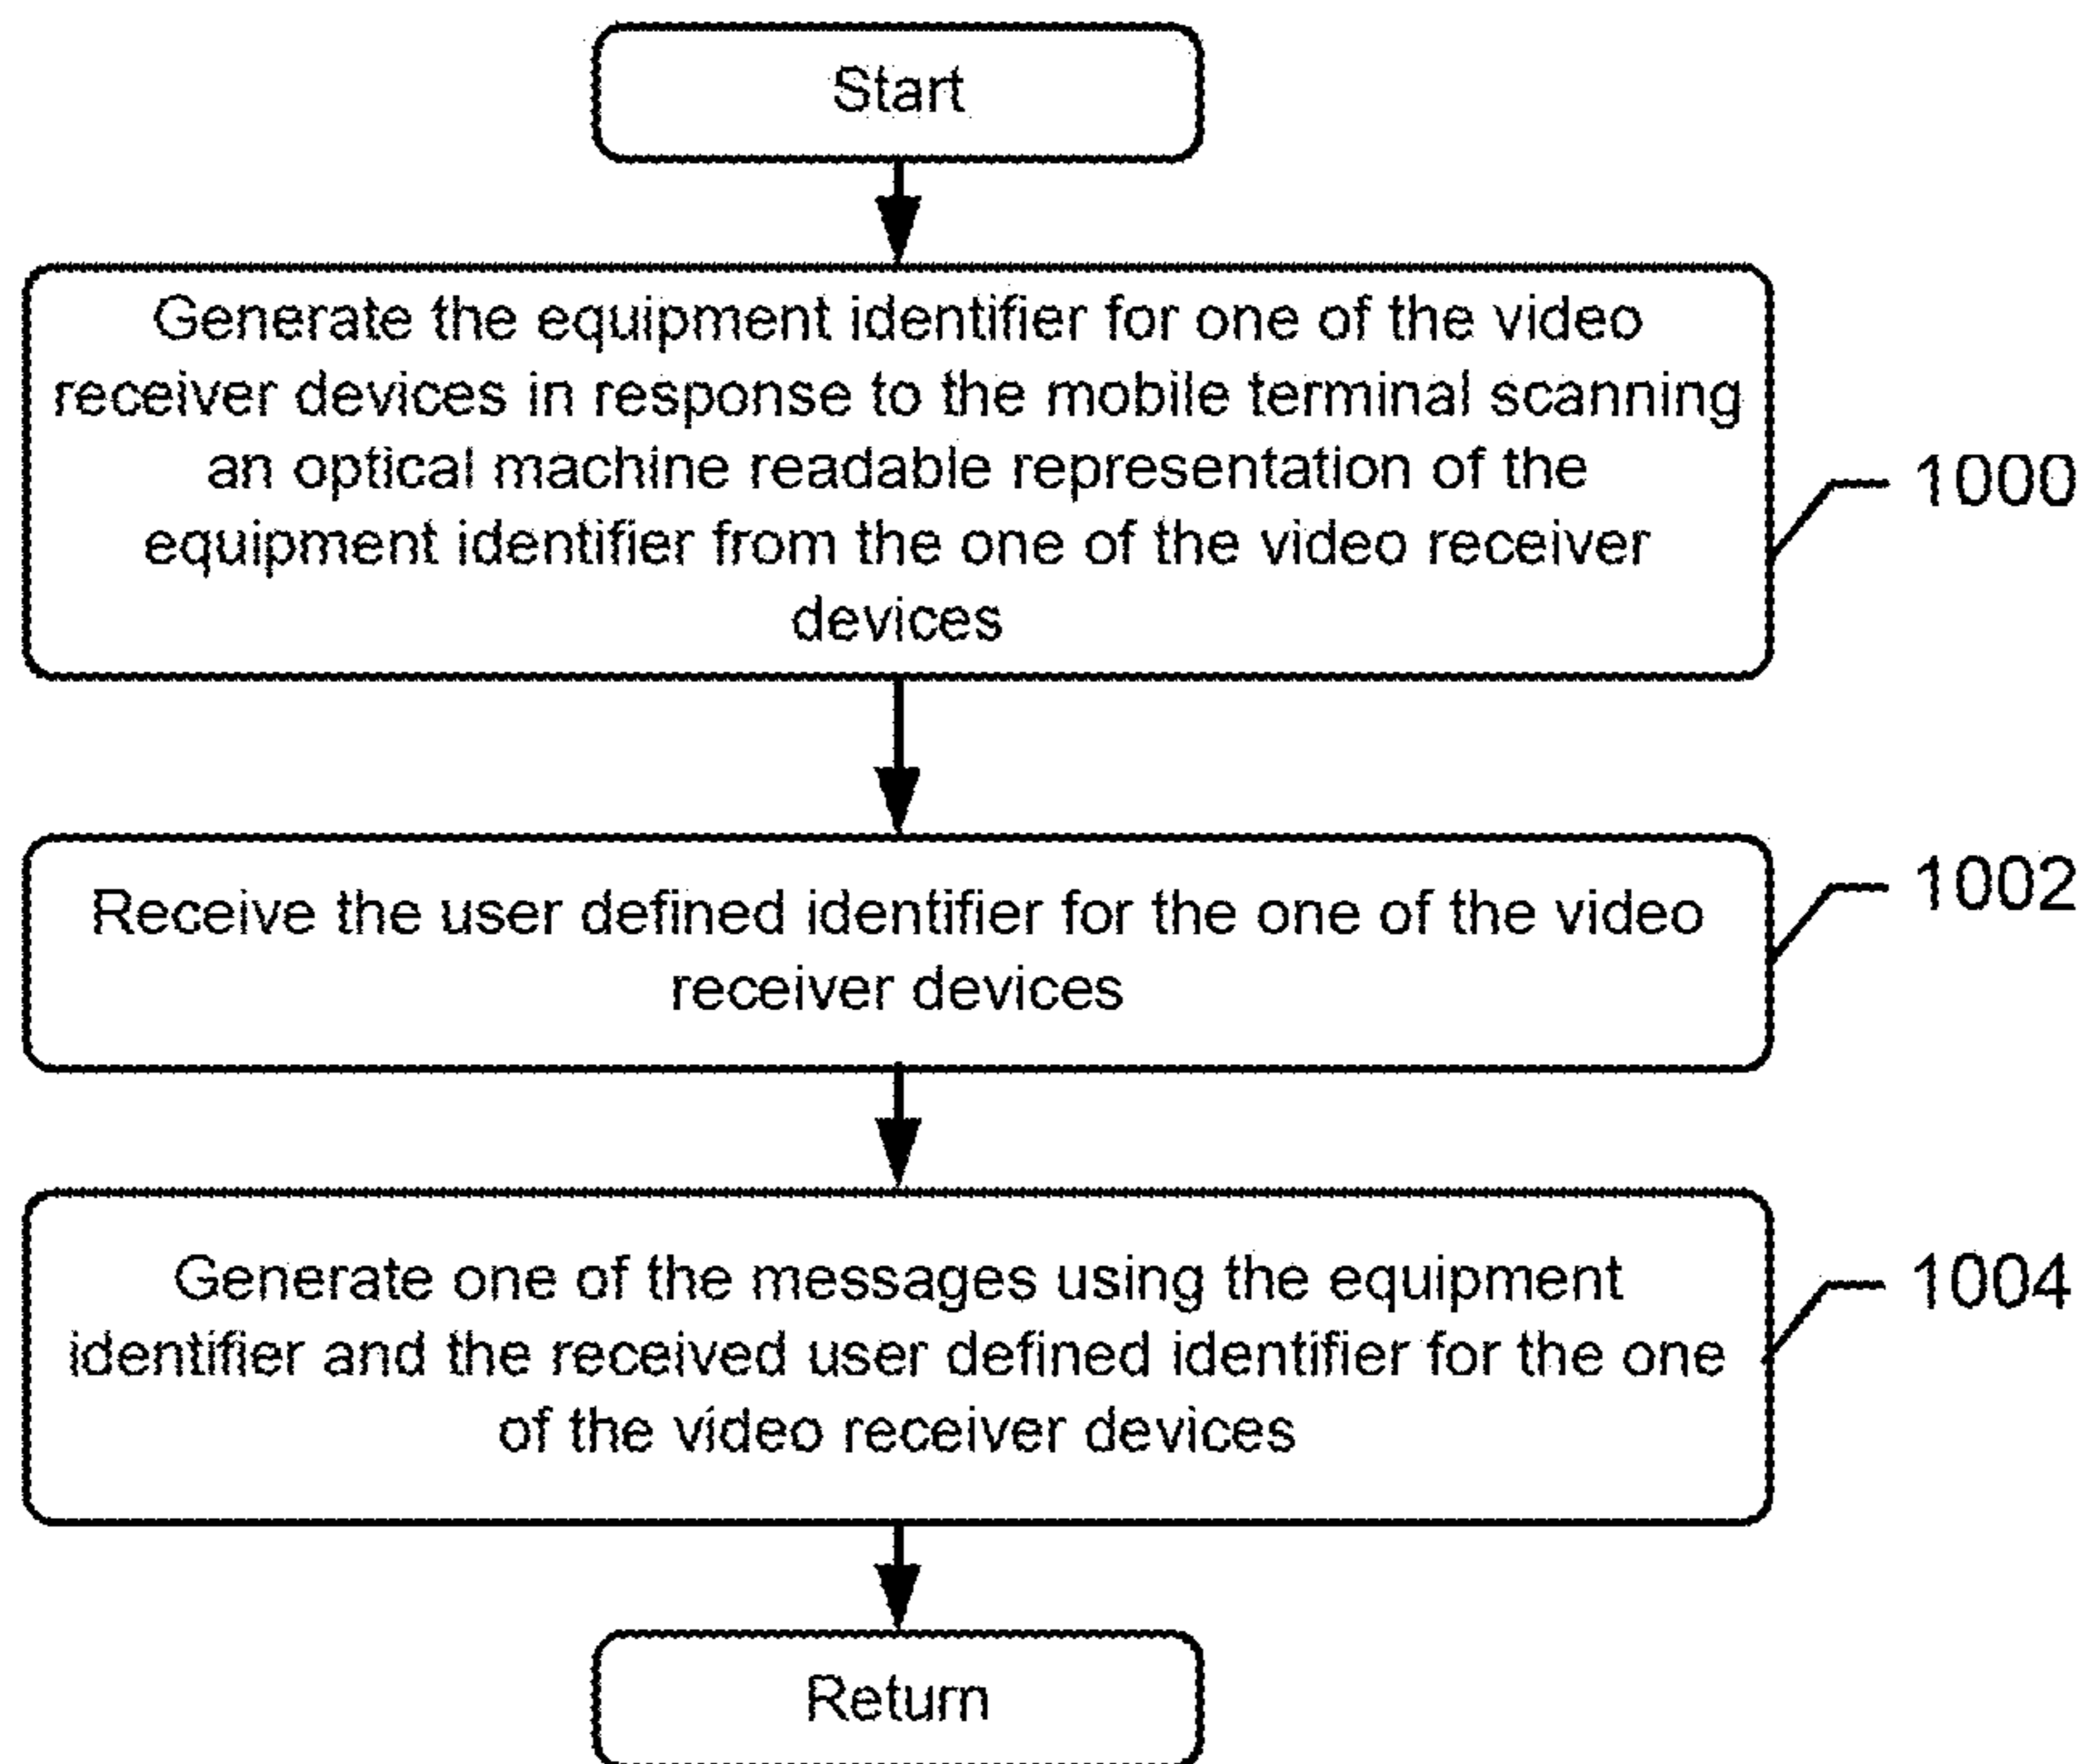 Start
Generate the equipment identifier for one of the video
receiver devices in response to the mobile terminal scanning
an optical machine readable representation of the
equipment identifier from the one of the video receiver
devices
1000
Receive the user defined identifier for the one of the video
receiver devices
1002
Generate one of the messages using the equipment
identifier and the received user defined identifier for the one
of the video receiver devices
1004
Return